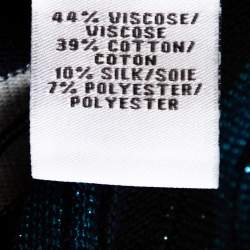 44% VISCOSE/
VISCOSE
39% COTTON/
COTON
10% SILK/SOIE
7% POLYESTER/
POLYESTER